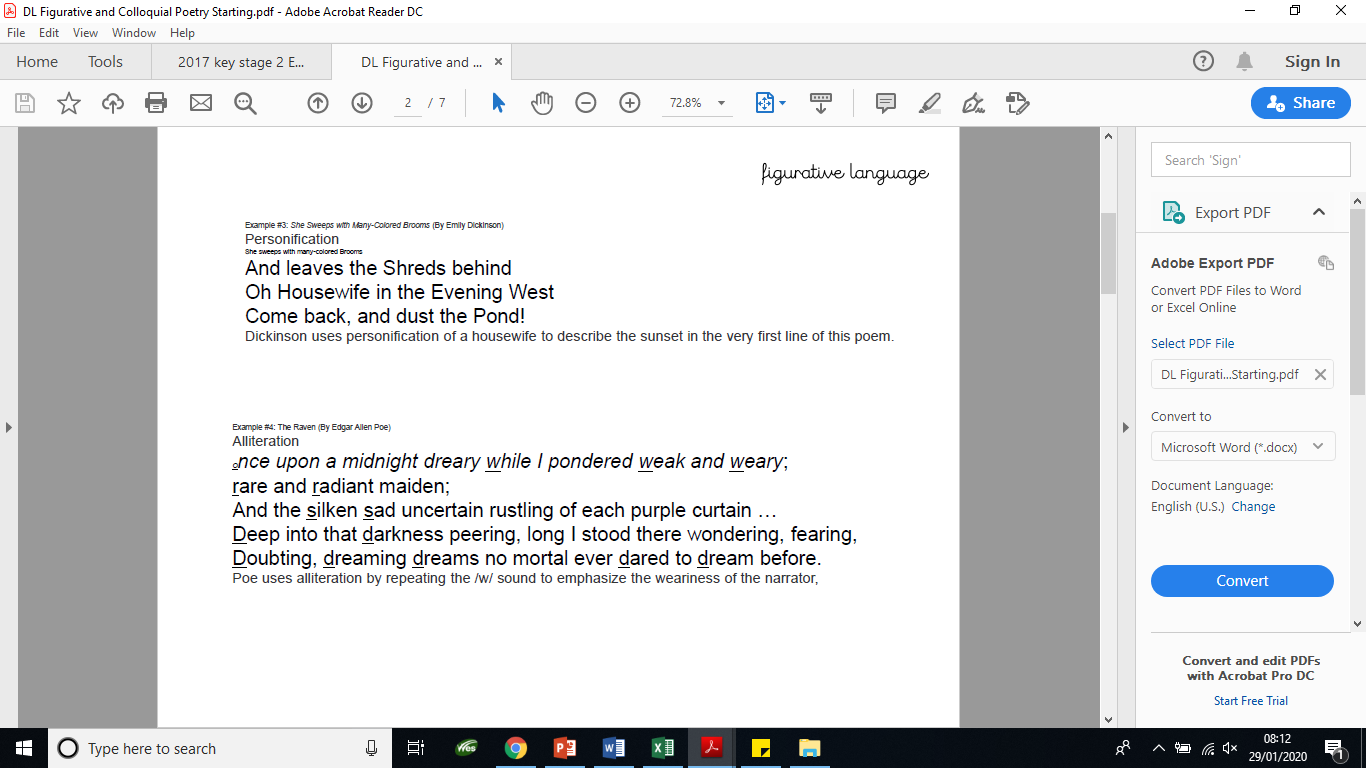 DL Figurative and Colloquial Poetry Starting.pdf - Adobe Acrobat Reader DC
File Edit View Window Help
Home Tools 2017 key stage 2 E... DL Figurative and ... × Sign In
2 / 7 72.8% Share
figurative language
Example #3: She Sweeps with Many-Colored Brooms (By Emily Dickinson)
Personification
She sweeps with many-colored Brooms
And leaves the Shreds behind
Oh Housewife in the Evening West
Come back, and dust the Pond!
Dickinson uses personification of a housewife to describe the sunset in the very first line of this poem.
Example #4: The Raven (By Edgar Allen Poe)
Alliteration
once upon a midnight dreary while I pondered weak and weary;
rare and radiant maiden;
And the silken sad uncertain rustling of each purple curtain …
Deep into that darkness peering, long I stood there wondering, fearing,
Doubting, dreaming dreams no mortal ever dared to dream before.
Poe uses alliteration by repeating the /w/ sound to emphasize the weariness of the narrator,
Search 'Sign'
Export PDF
Adobe Export PDF
Convert PDF Files to Word
or Excel Online
Select PDF File
DL Figurati...Starting.pdf
Convert to
Microsoft Word (*.docx)
Document Language:
English (U.S.) Change
Convert
Convert and edit PDFs
with Acrobat Pro DC
Start Free Trial
Type here to search
08:12
29/01/2020
1